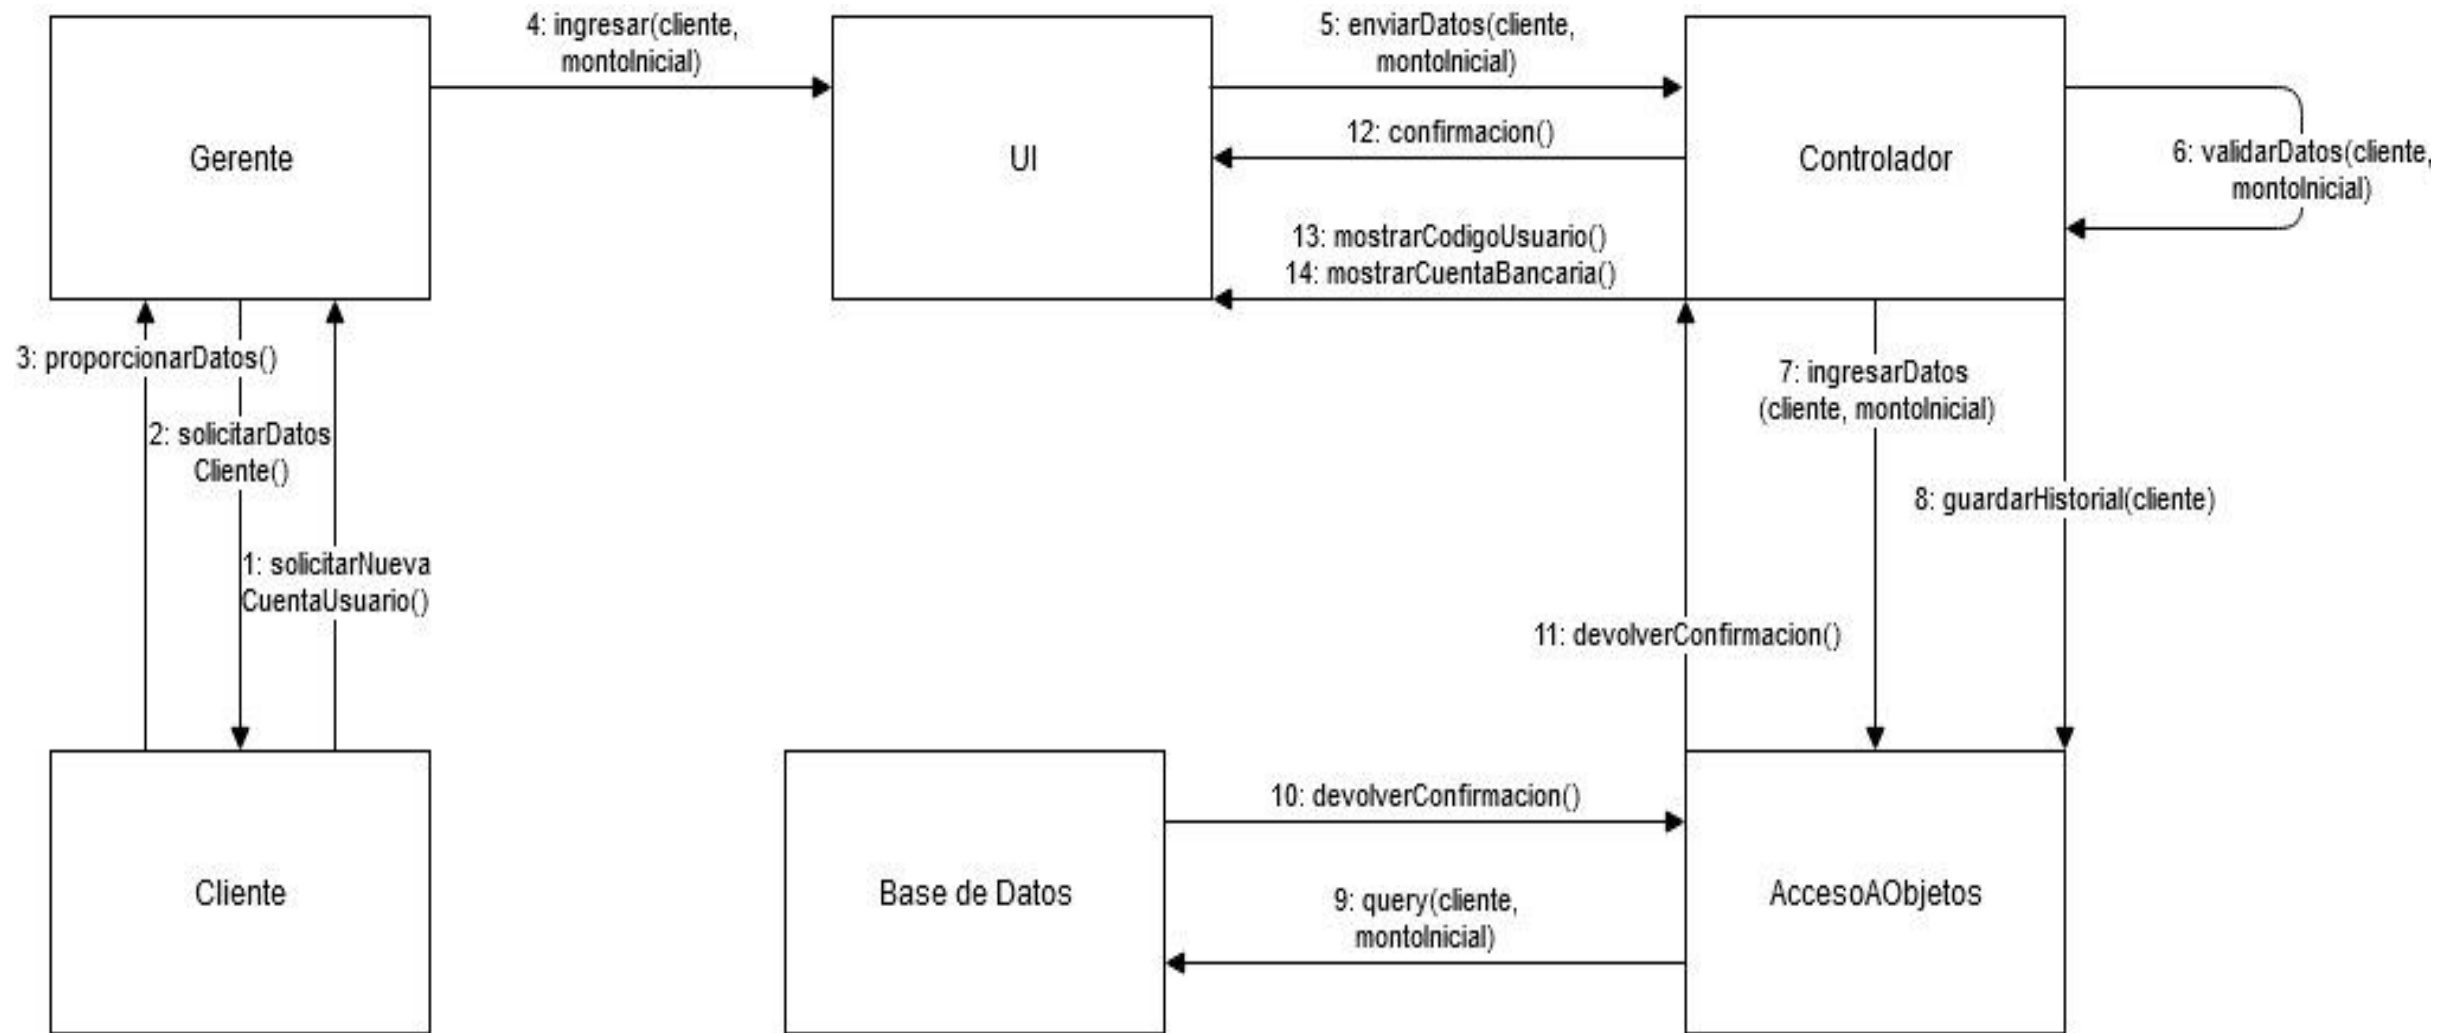 4: ingresar(cliente,
montoInicial)
5: enviarDatos(cliente,
montoInicial)
12: confirmacion()
Gerente
UI
Controlador
6: validarDatos(cliente,
montoInicial)
13: mostrarCodigoUsuario()
14: mostrarCuentaBancaria()
3: proporcionarDatos()
7: ingresarDatos
(cliente, montoInicial)
2: solicitarDatos
Cliente()
8: guardarHistorial(cliente)
1: solicitarNueva
CuentaUsuario()
11: devolverConfirmacion()
10: devolverConfirmacion()
Cliente
Base de Datos
AccesoAObjetos
9: query(cliente,
montoInicial)